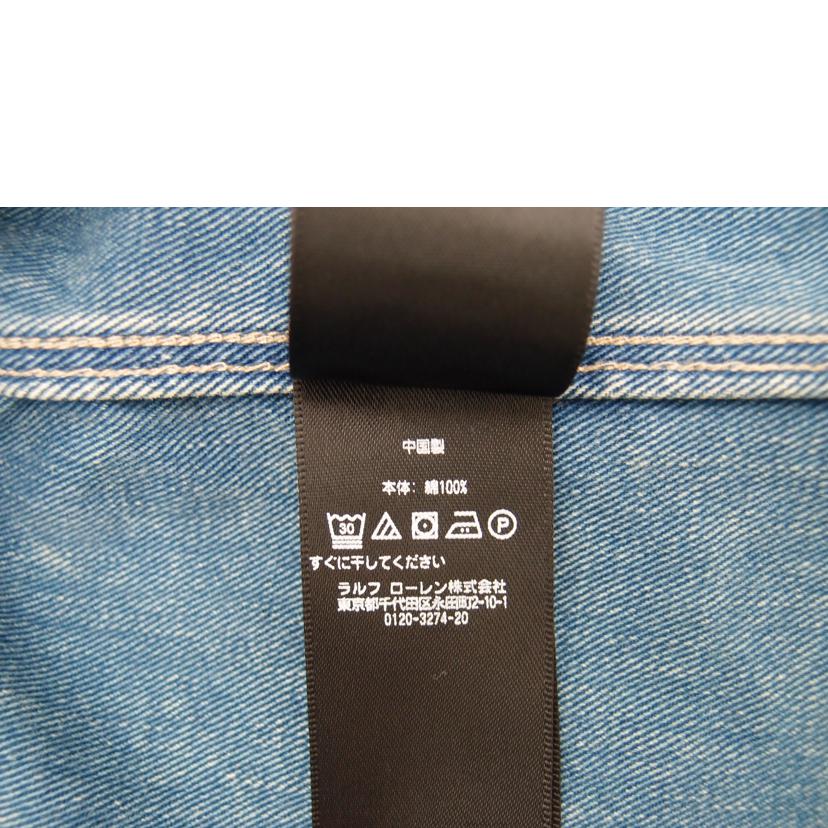 中国製
本体: 綿100%
30 P
すぐに干してください
ラルフ ローレン株式会社
東京都千代田区永田町2-10-1
0120-3274-20